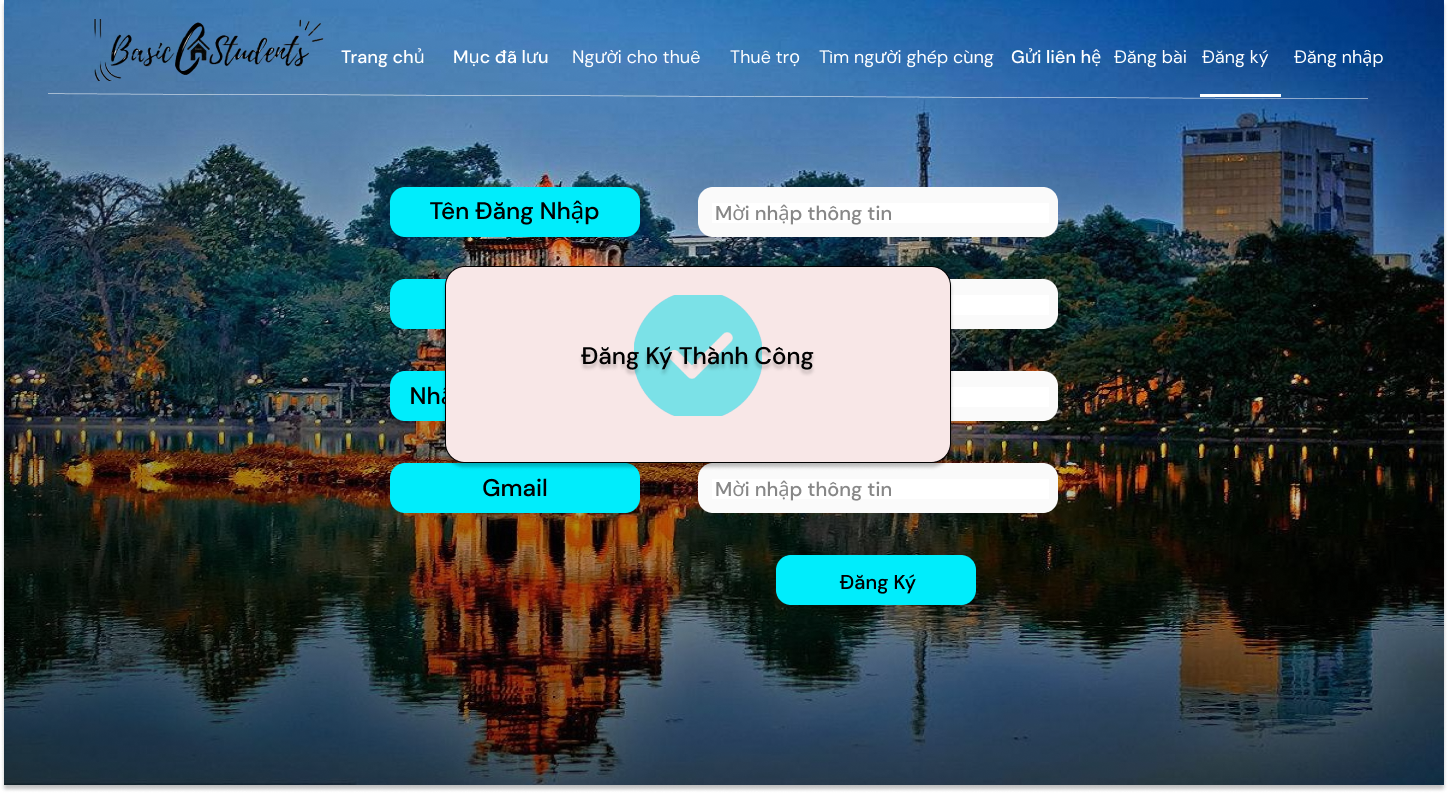 Basic Students
Trang chủ
Mục đã lưu
Người cho thuê
Thuê trọ
Tìm người ghép cùng
Gửi liên hệ
Đăng bài
Đăng ký
Đăng nhập
Tên Đăng Nhập
Mời nhập thông tin
Đăng Ký Thành Công
Gmail
Mời nhập thông tin
Đăng Ký